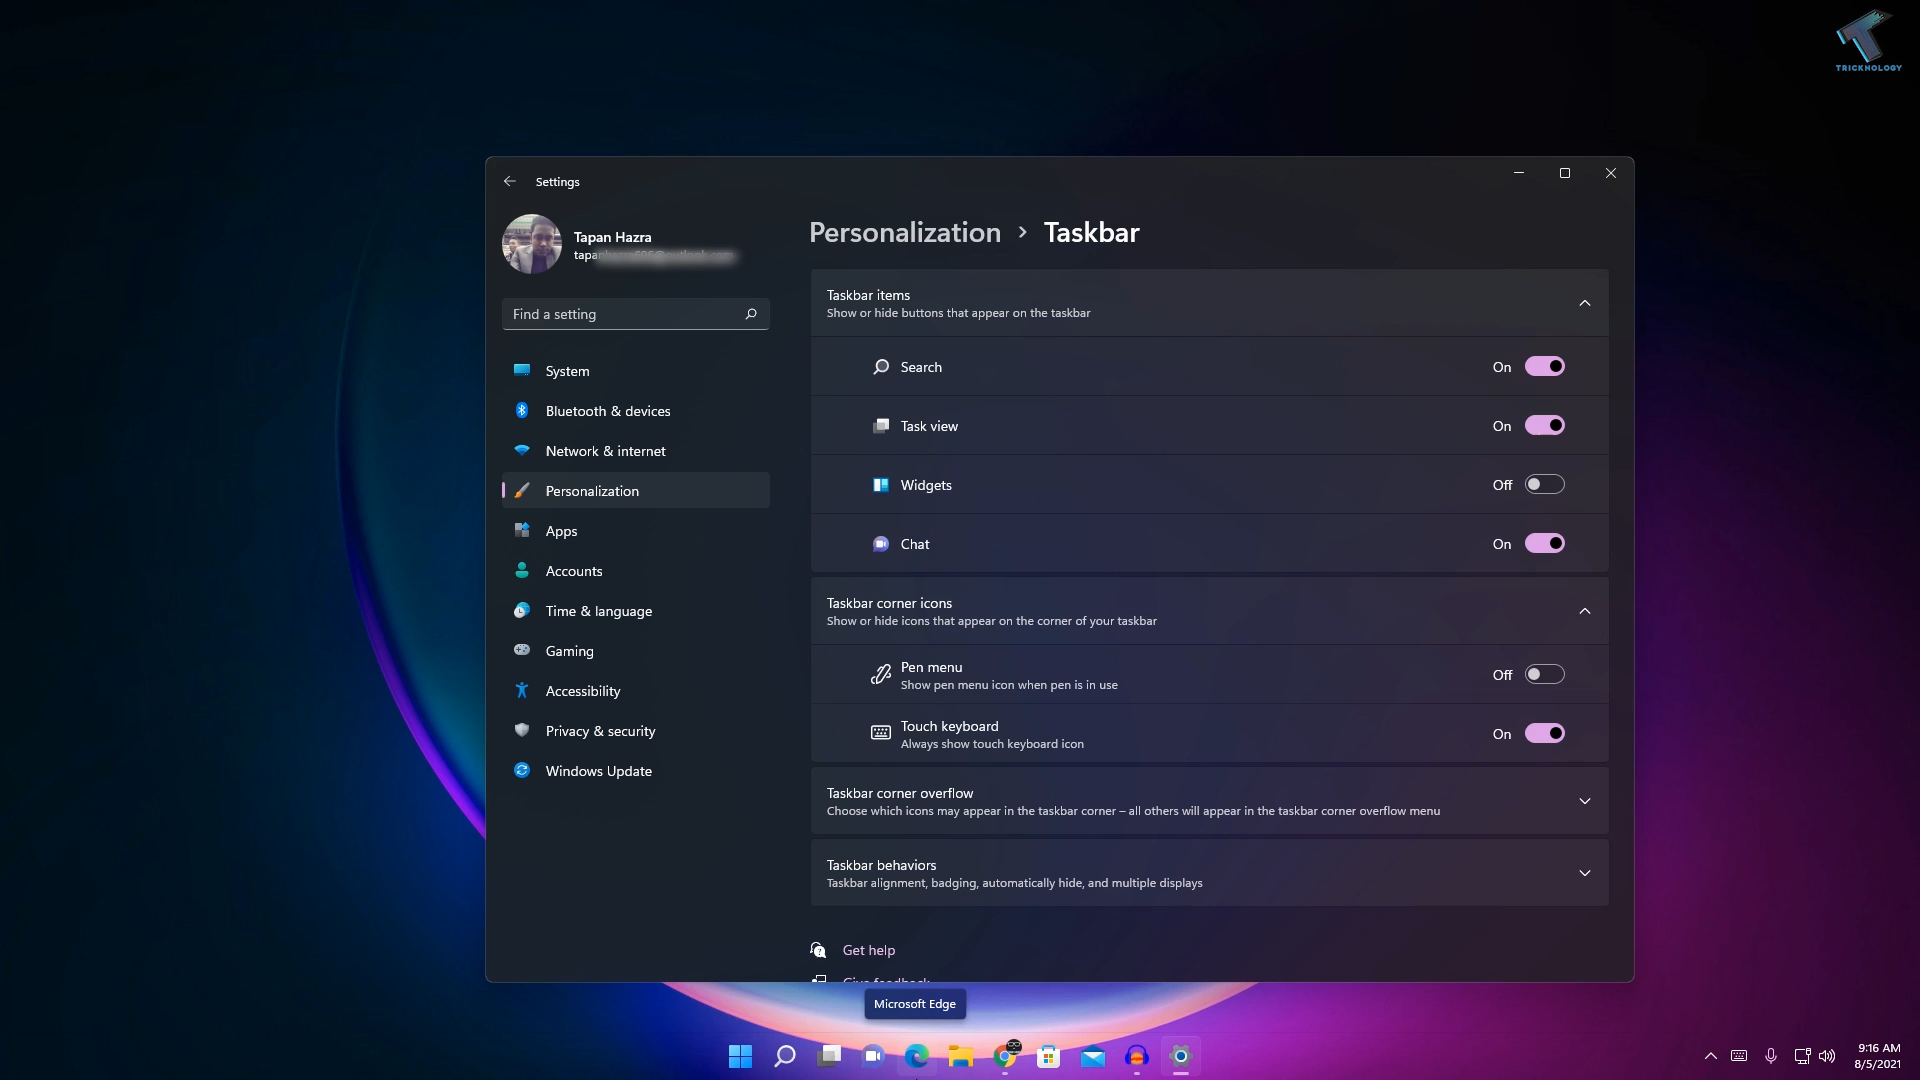 TRICKNOLOGY
Settings
Tapan Hazra
Find a setting
System
Bluetooth & devices
Network & internet
Personalization
Apps
Accounts
Time & language
Gaming
Accessibility
Privacy & security
Windows Update
Personalization > Taskbar
Taskbar items
Show or hide buttons that appear on the taskbar
Search On
Task view On
Widgets Off
Chat On
Taskbar corner icons
Show or hide icons that appear on the corner of your taskbar
Pen menu
Show pen menu icon when pen is in use
Off
Touch keyboard
Always show touch keyboard icon
On
Taskbar corner overflow
Choose which icons may appear in the taskbar corner – all others will appear in the taskbar corner overflow menu
Taskbar behaviors
Taskbar alignment, badging, automatically hide, and multiple displays
Get help
Give feedback
Microsoft Edge
9:16 AM
8/5/2021